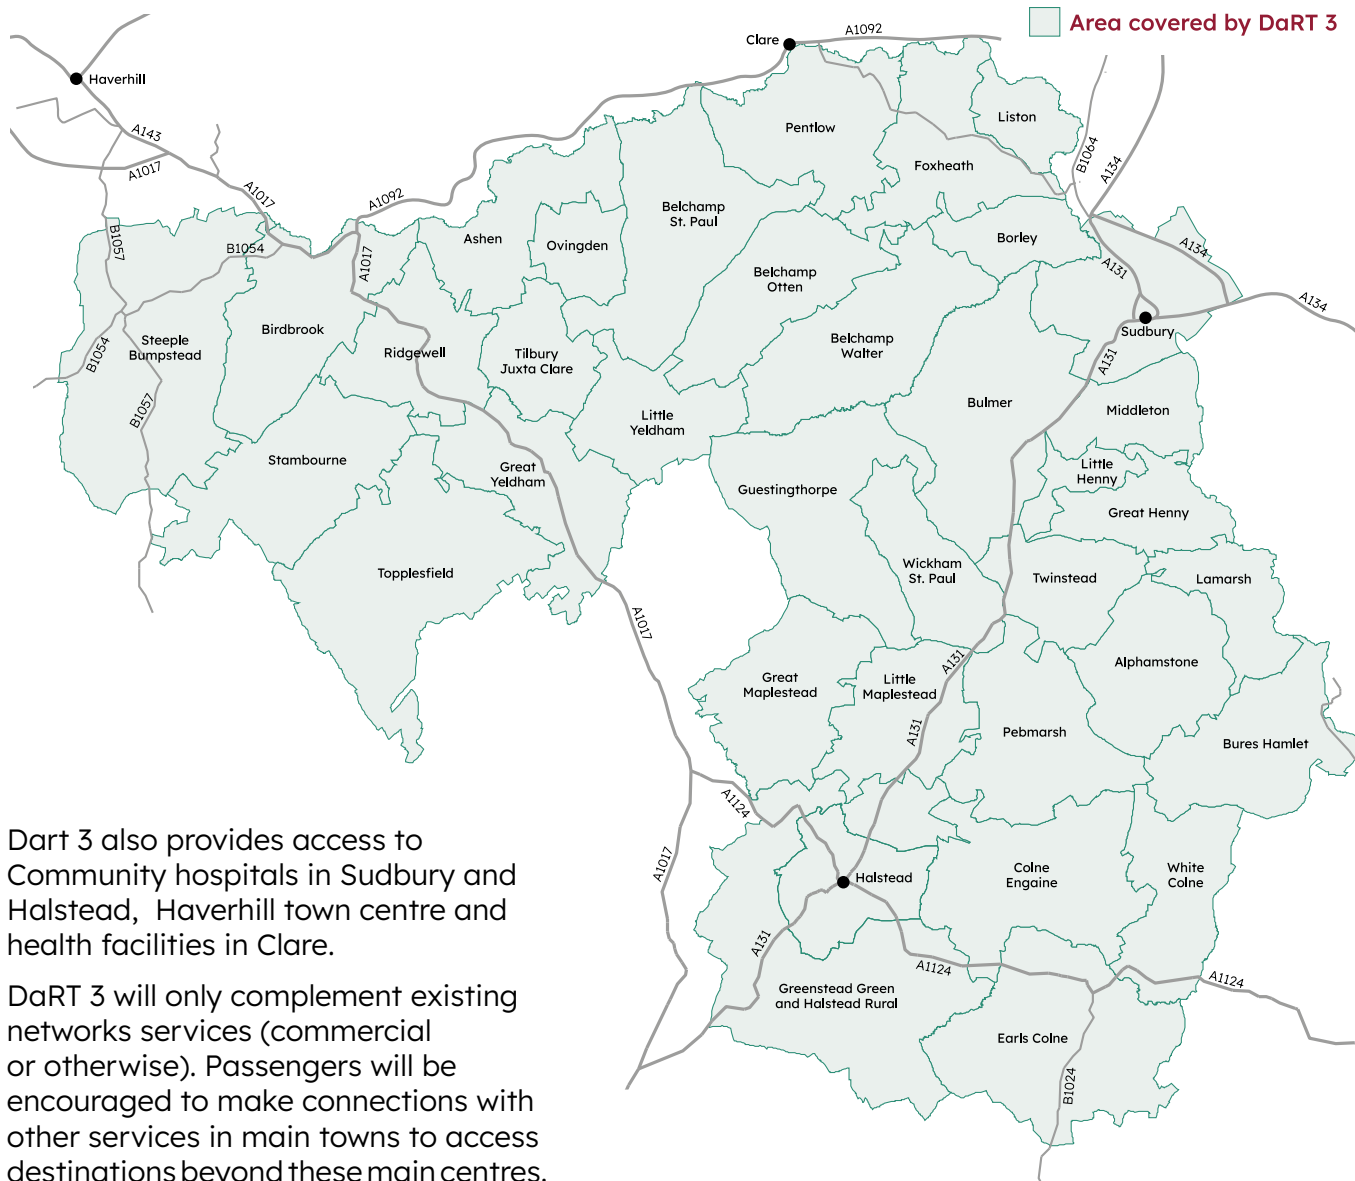 Area covered by DaRT 3
Clare
A1092
Haverhill
A143
A1017
A1017
A1092
B1064
A134
Liston
Pentlow
Foxheath
Belchamp
St. Paul
Ashen
Ovingden
Borley
B1057
B1054
A1017
A131
A134
A134
Belchamp
Otten
Sudbury
Birdbrook
Steeple
Bumpstead
B1054
Ridgewell
Tilbury
Juxta Clare
Belchamp
Walter
A131
B1057
Little
Yeldham
Bulmer
Middleton
Stambourne
Great
Yeldham
Guestingthorpe
Little
Henny
Great Henny
Topplesfield
Wickham
St. Paul
Twinstead
Lamarsh
A1017
A131
Alphamstone
Great
Maplestead
Little
Maplestead
A131
Pebmarsh
Bures Hamlet
A1124
A1017
Halstead
Colne
Engaine
White
Colne
A131
A1124
A1124
Greenstead Green
and Halstead Rural
Earls Colne
B1024
Dart 3 also provides access to
Community hospitals in Sudbury and
Halstead, Haverhill town centre and
health facilities in Clare.
DaRT 3 will only complement existing
networks services (commercial
or otherwise). Passengers will be
encouraged to make connections with
other services in main towns to access
destinations beyond these main centres.